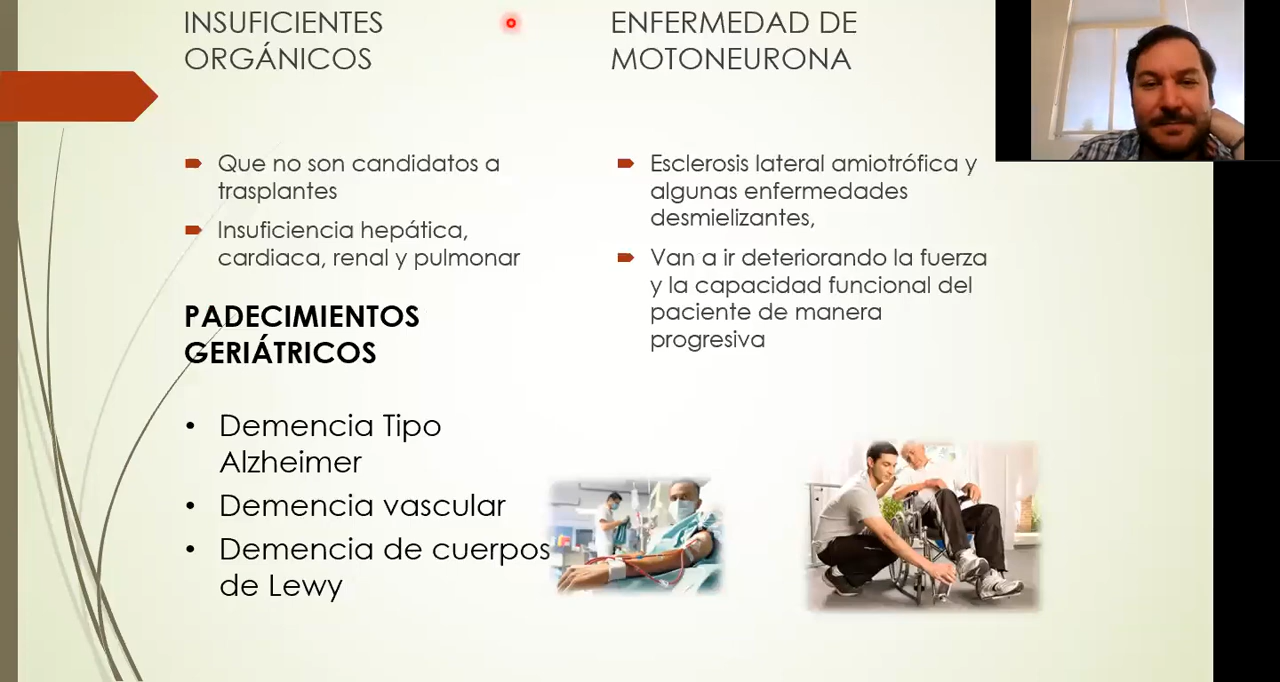 INSUFICIENTES
ORGÁNICOS
Que no son candidatos a
trasplantes
Insuficiencia hepática,
cardiaca, renal y pulmonar
PADECIMIENTOS
GERIÁTRICOS
• Demencia Tipo
Alzheimer
• Demencia vascular
• Demencia de cuerpos
de Lewy
ENFERMEDAD DE
MOTONEURONA
Esclerosis lateral amiotrófica y
algunas enfermedades
desmielizantes,
Van a ir deteriorando la fuerza
y la capacidad funcional del
paciente de manera
progresiva